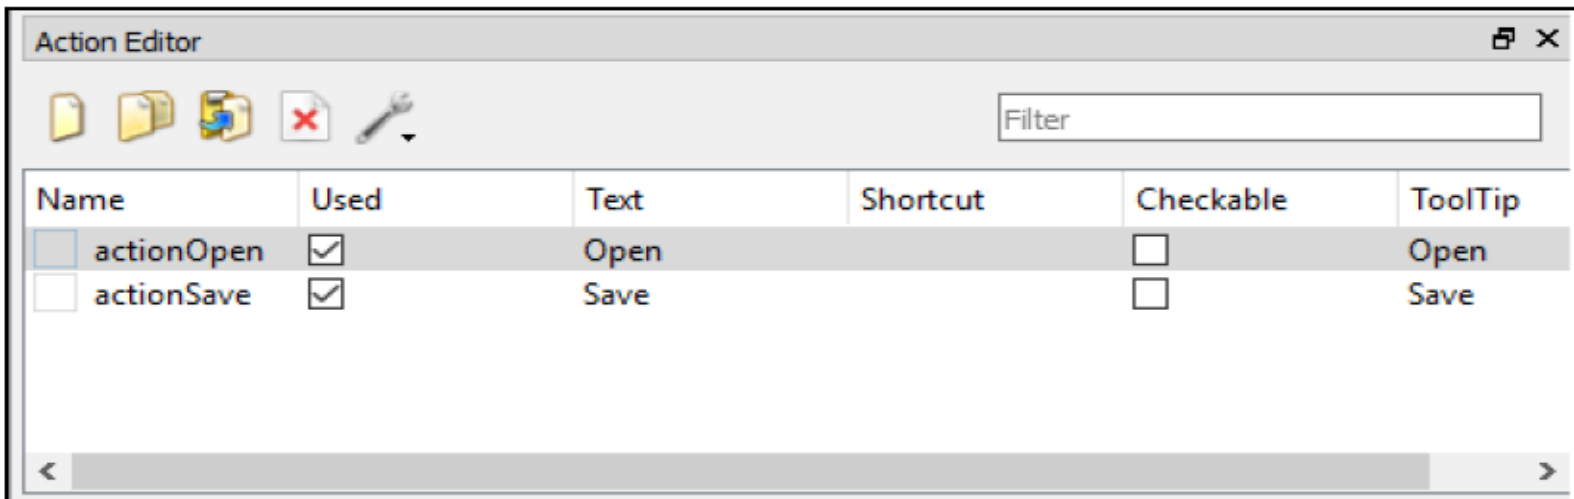 Action Editor
Filter
Name Used Text Shortcut Checkable ToolTip
actionOpen Open Open
actionSave Save Save